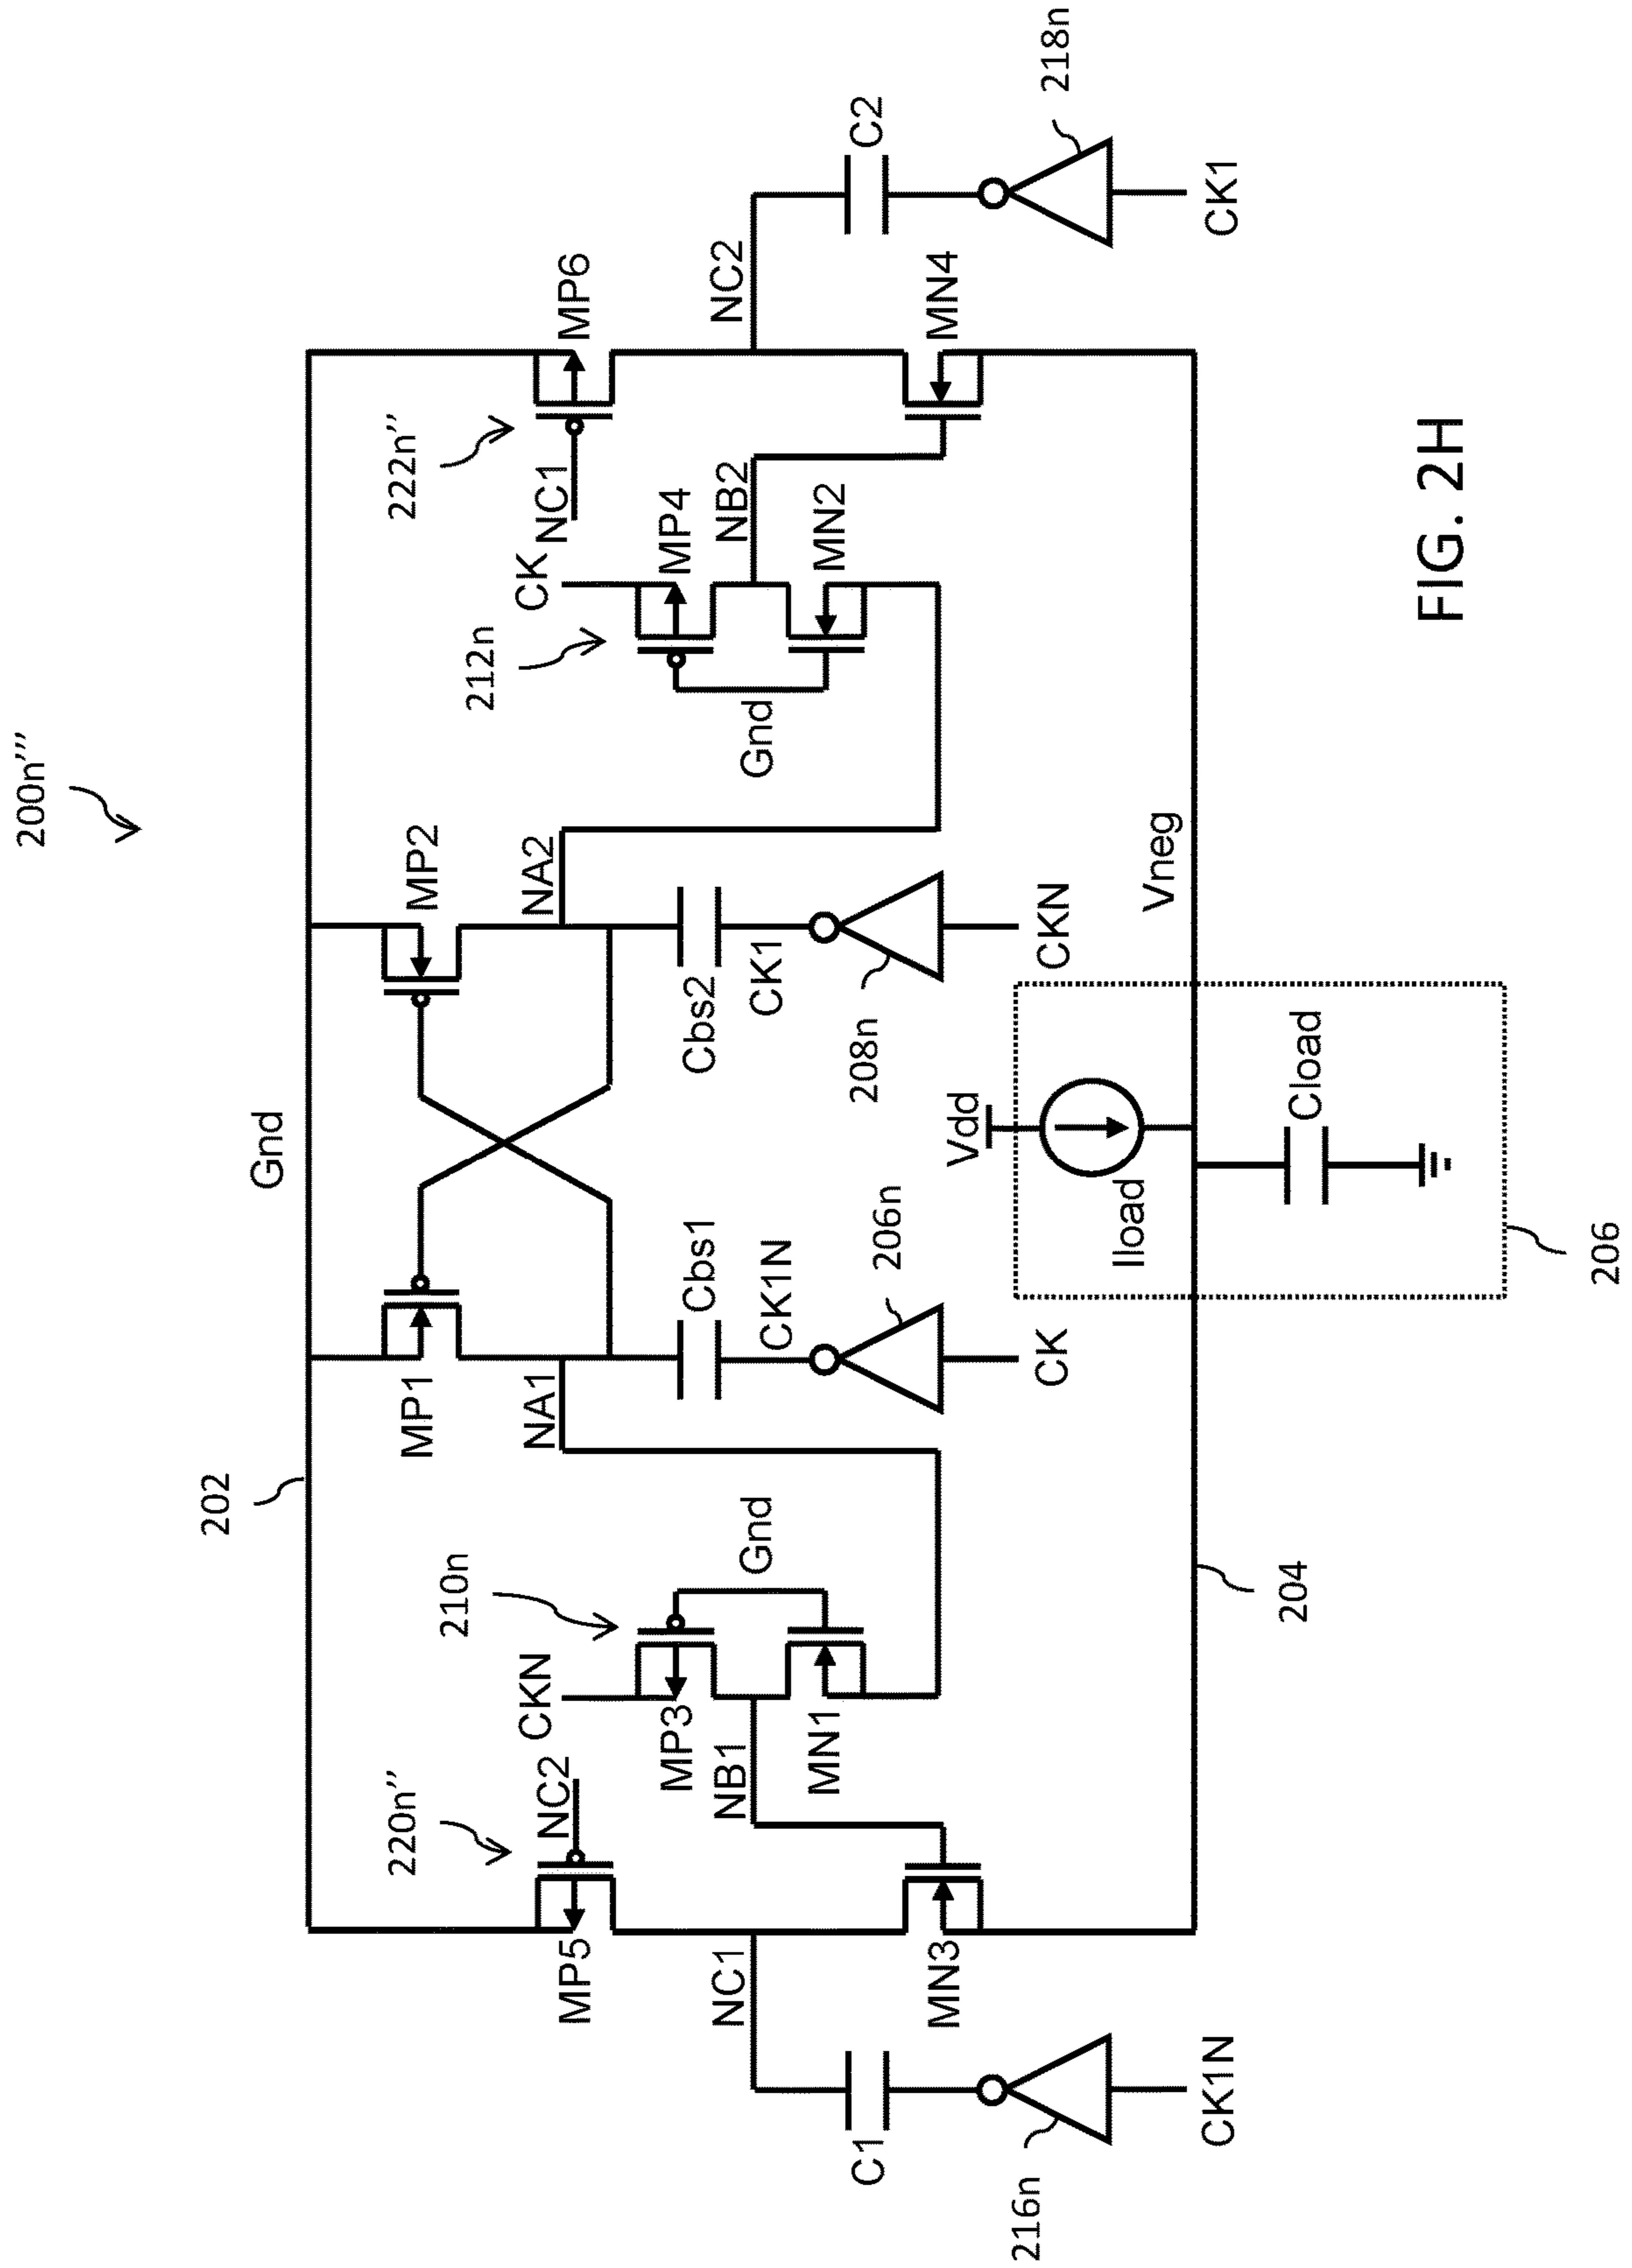 200n'''
Gnd
202
MP1
MP2
220n''
NC2
MP5
222n''
NC1
MP6
210n
CKN
MP3
Gnd
NA1
NA2
212n
CK
MP4
Gnd
NB1
MN1
NB2
MN2
NC1
NC2
Cbs1
CK1N
206n
CK
Cbs2
CK1
208n
CKN
C1
216n
CK1N
MN3
MN4
C2
218n
CK1
Vdd
Iload
Vneg
204
Cload
206
FIG. 2H